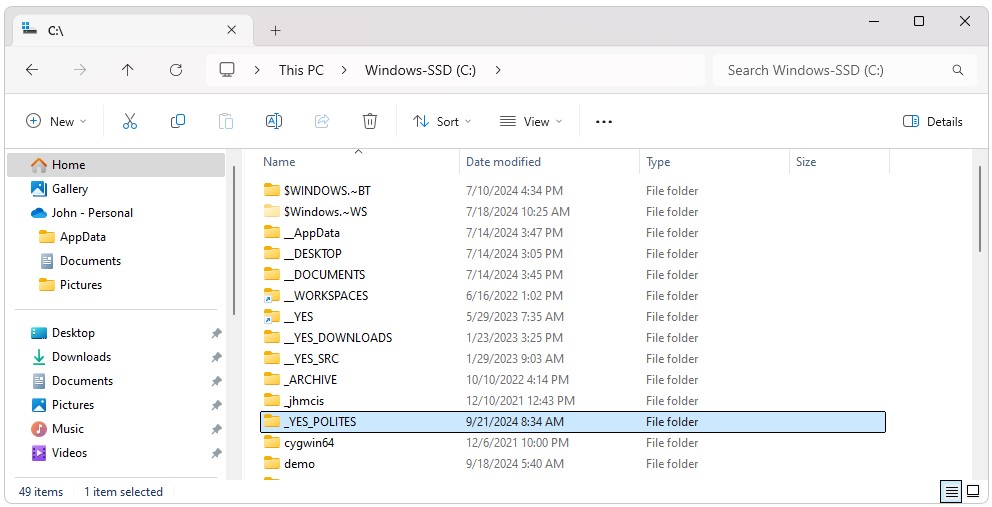 C:\
This PC > Windows-SSD (C:) >
Search Windows-SSD (C:)
New
Sort
View
Details
Home
Gallery
John - Personal
AppData
Documents
Pictures
Desktop
Downloads
Documents
Pictures
Music
Videos
Name Date modified Type Size
$WINDOWS.~BT 7/10/2024 4:34 PM File folder
$Windows.~WS 7/18/2024 10:25 AM File folder
__AppData 7/14/2024 3:47 PM File folder
__DESKTOP 7/14/2024 3:05 PM File folder
__DOCUMENTS 7/14/2024 3:45 PM File folder
__WORKSPACES 6/16/2022 1:02 PM File folder
__YES 5/29/2023 7:35 AM File folder
__YES_DOWNLOADS 1/23/2023 3:25 PM File folder
__YES_SRC 1/29/2023 9:03 AM File folder
_ARCHIVE 10/10/2022 4:14 PM File folder
_jhmcis 12/10/2021 12:43 PM File folder
_YES_POLITES 9/21/2024 8:34 AM File folder
cygwin64 12/6/2021 10:00 PM File folder
demo 9/18/2024 5:40 AM File folder
49 items 1 item selected